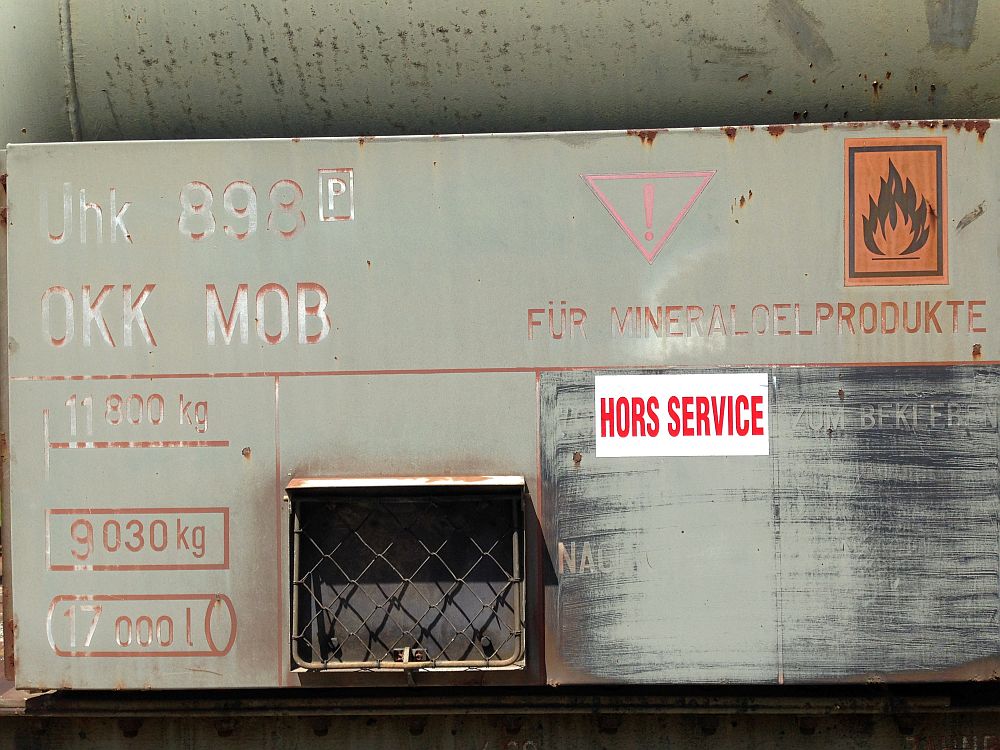 Uhk 898 P
!
OKK MOB
FÜR MINERALOELPRODUKTE
11 800 kg
HORS SERVICE
ZUM BEKLEBEN
9 030 kg
17 000 l